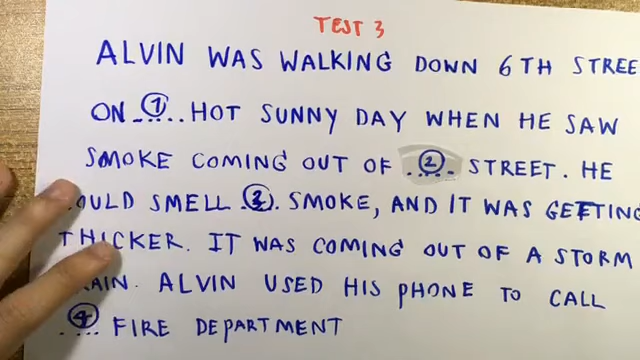 TEST 3
ALVIN WAS WALKING DOWN 6TH STREE
ON .(1)... HOT SUNNY DAY WHEN HE SAW
SMOKE COMING OUT OF ..(2)... STREET. HE
OULD SMELL .(3). SMOKE, AND IT WAS GETTING
THICKER. IT WAS COMING OUT OF A STORM
RAIN. ALVIN USED HIS PHONE TO CALL
..(4).. FIRE DEPARTMENT